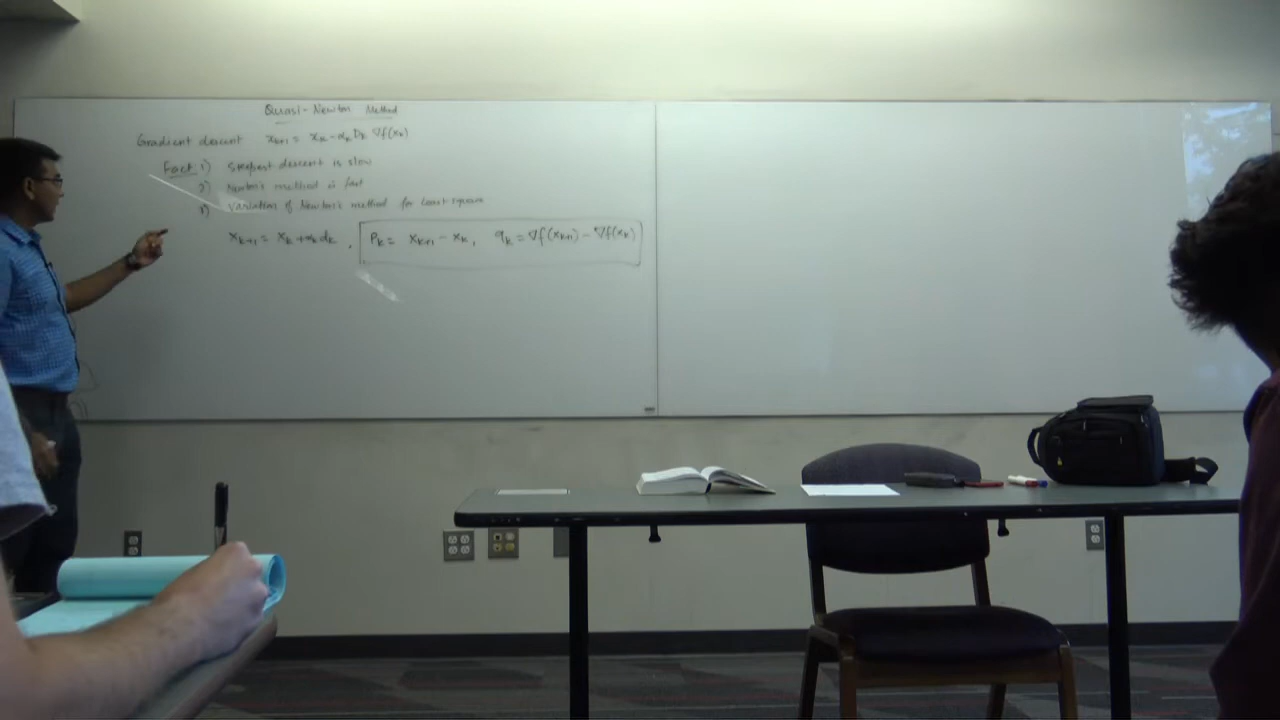 Quasi-Newton Method
Gradient descent x_{k+1} = x_k - α_k D_k ∇f(x_k)
Fact 1) Steepest descent is slow
2) Newton's method is fast
3) Variation of Newton's method for Least square
x_{k+1} = x_k + α_k d_k , P_k = x_{k+1} - x_k , q_k = ∇f(x_{k+1}) - ∇f(x_k)